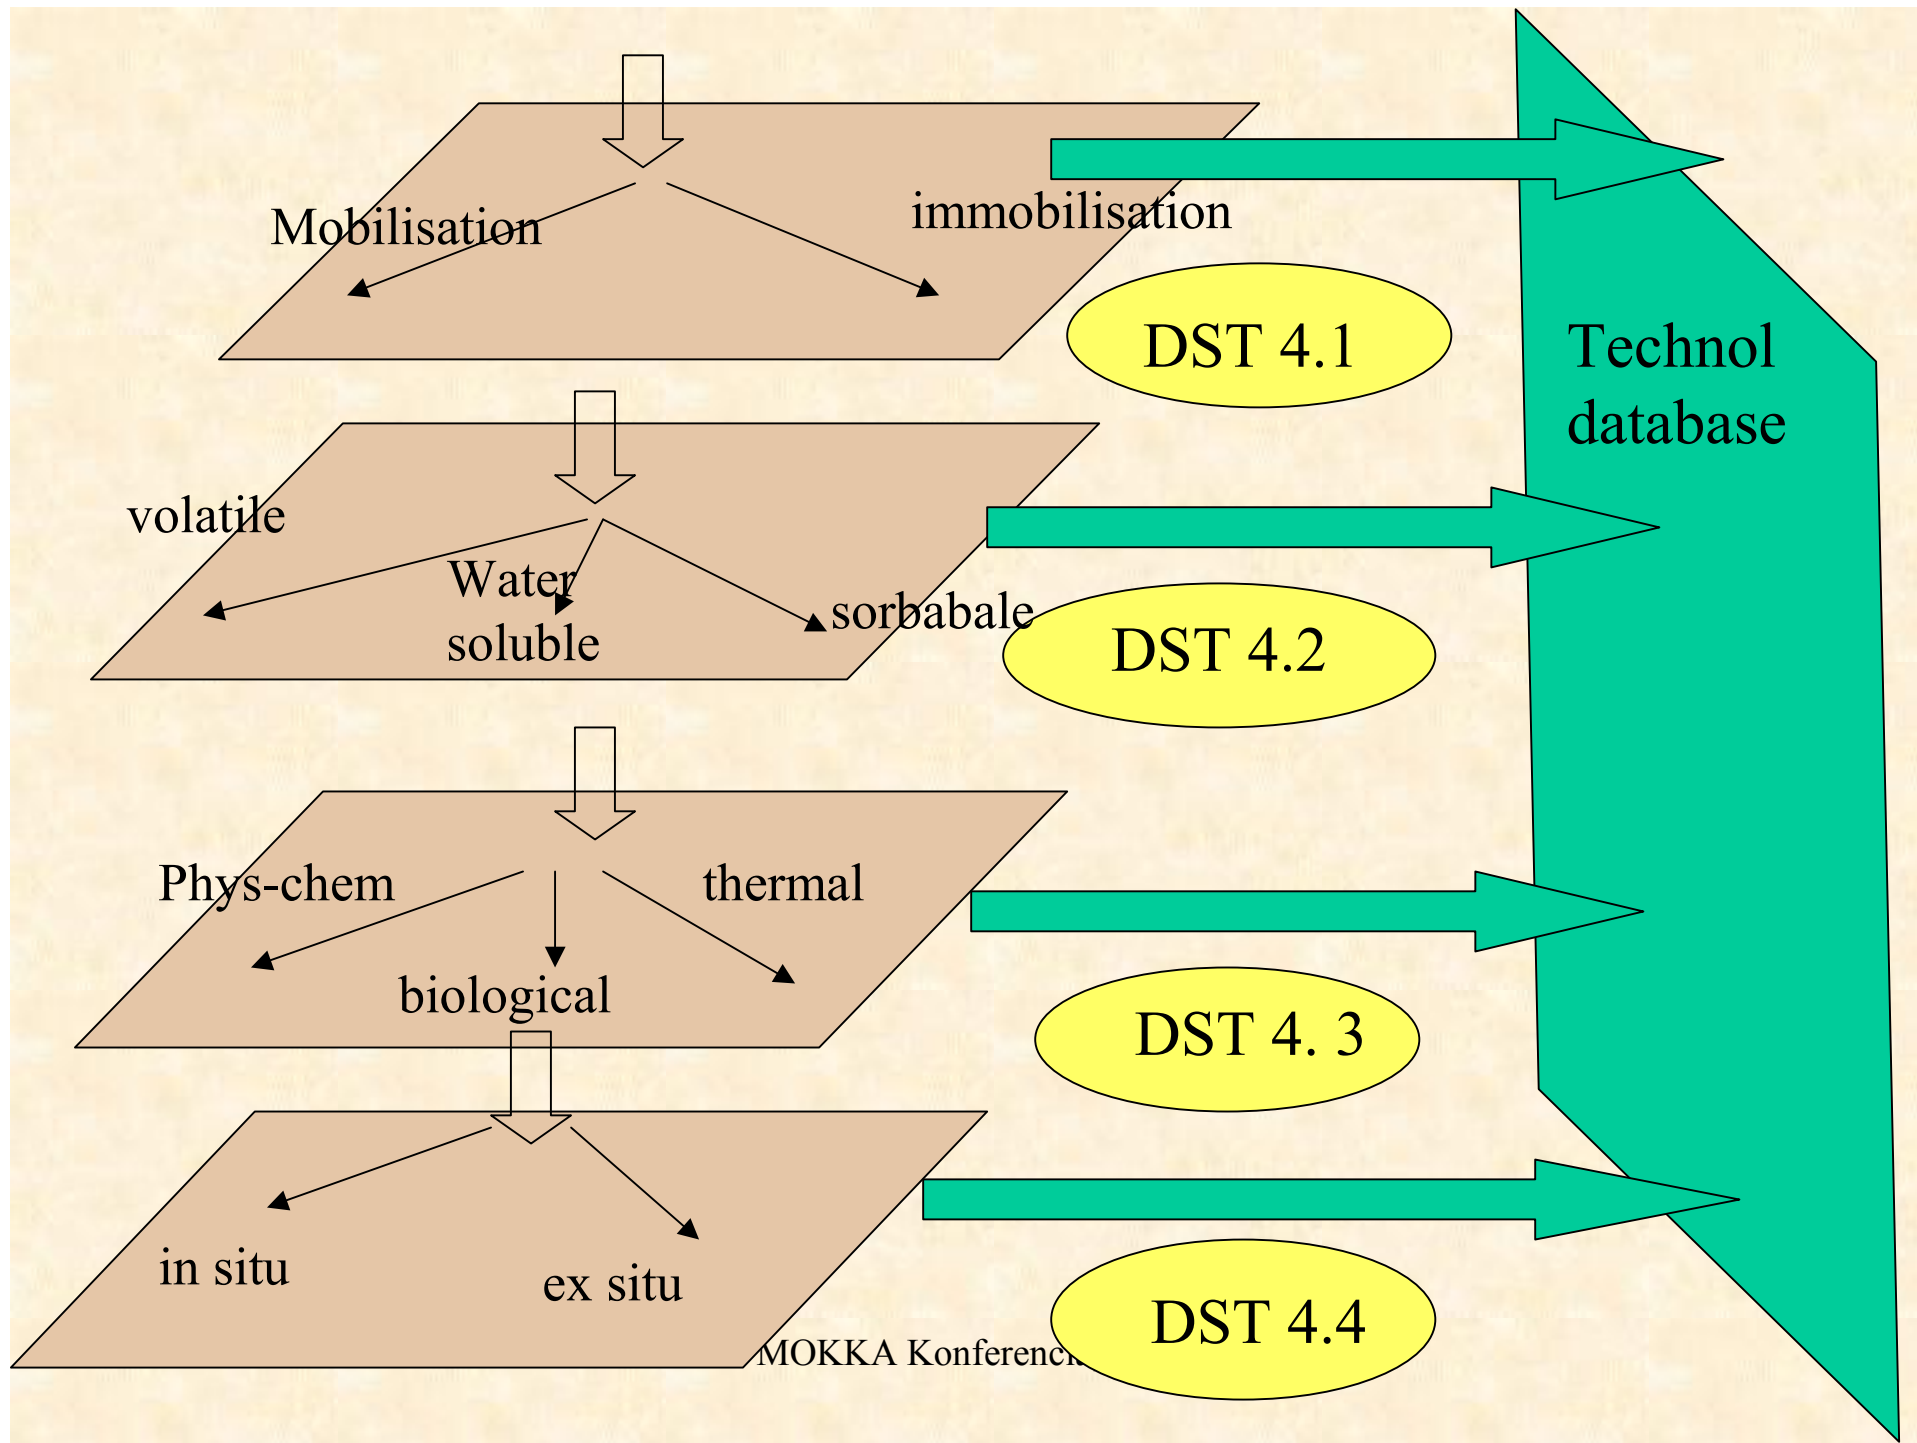 Mobilisation
immobilisation
DST 4.1
Technol
database
volatile
Water
soluble
sorbabale
DST 4.2
Phys-chem
thermal
biological
DST 4. 3
in situ
ex situ
DST 4.4
MOKKA